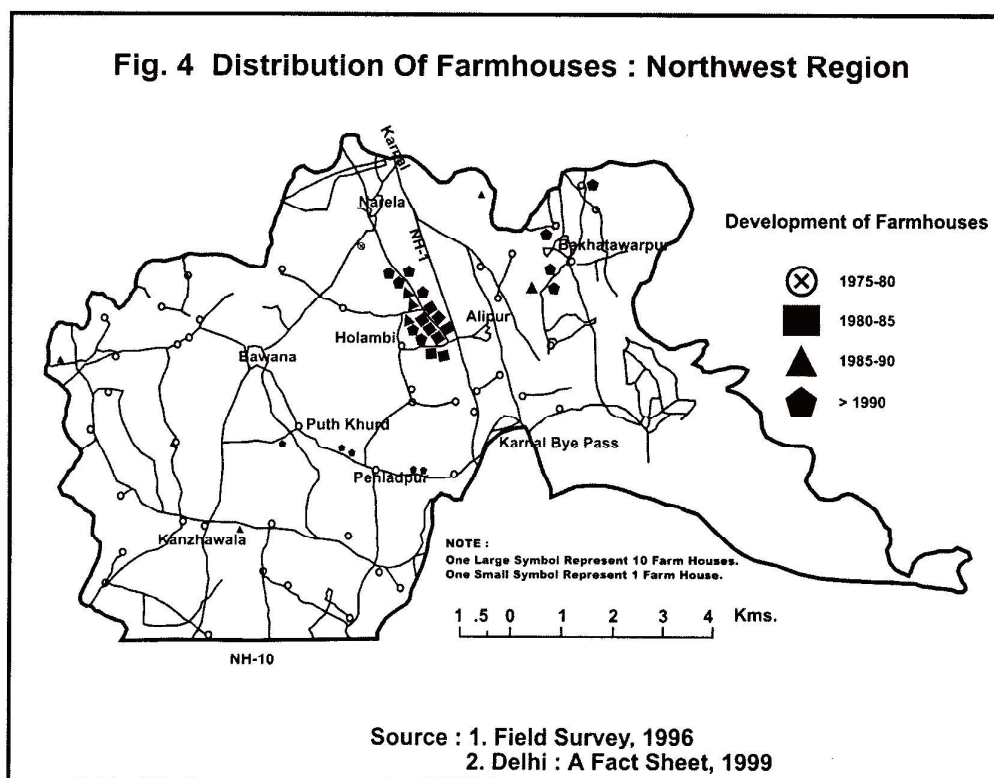 Fig. 4 Distribution Of Farmhouses : Northwest Region
Karnal
Narela
NH-1
Bakhatawarpur
Development of Farmhouses
1975-80
1980-85
1985-90
> 1990
Holambi
Alipur
Bawana
Puth Khurd
Karnal Bye Pass
Pehladpur
Kanzhawala
NOTE :
One Large Symbol Represent 10 Farm Houses.
One Small Symbol Represent 1 Farm House.
1 .5 0 1 2 3 4 Kms.
NH-10
Source : 1. Field Survey, 1996
2. Delhi : A Fact Sheet, 1999